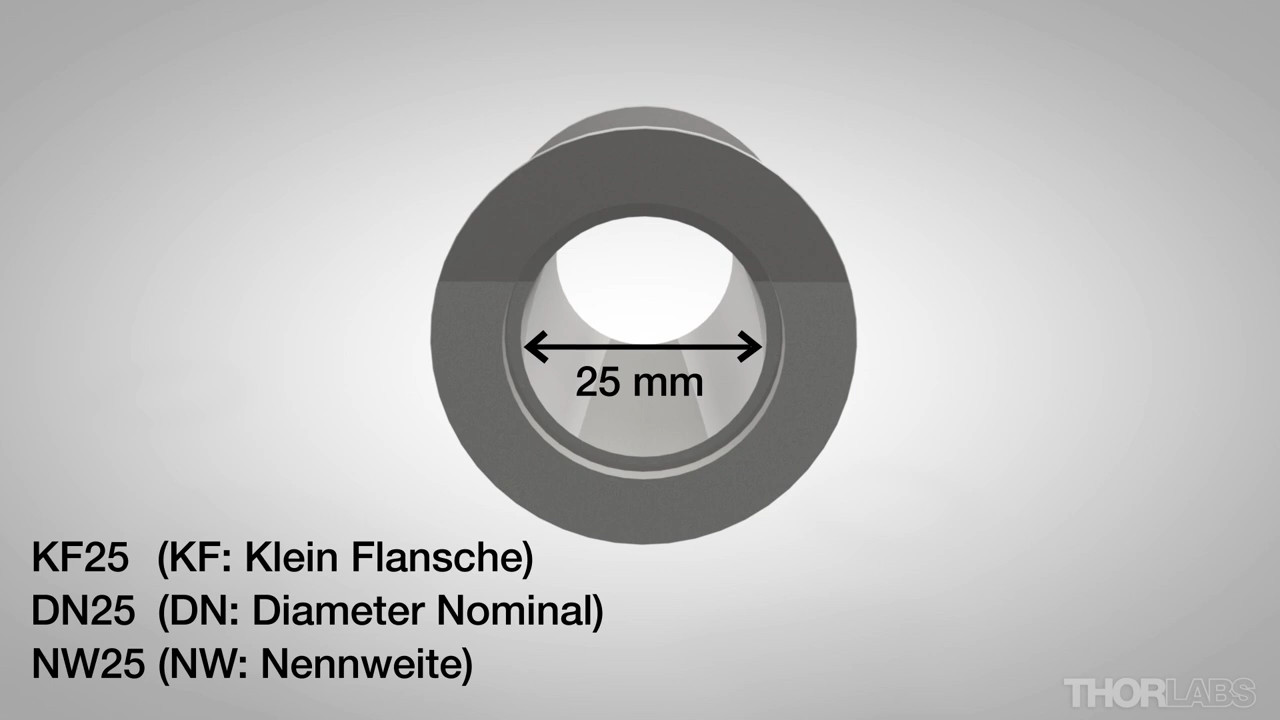 25 mm
KF25 (KF: Klein Flansche)
DN25 (DN: Diameter Nominal)
NW25 (NW: Nennweite)
THORLABS